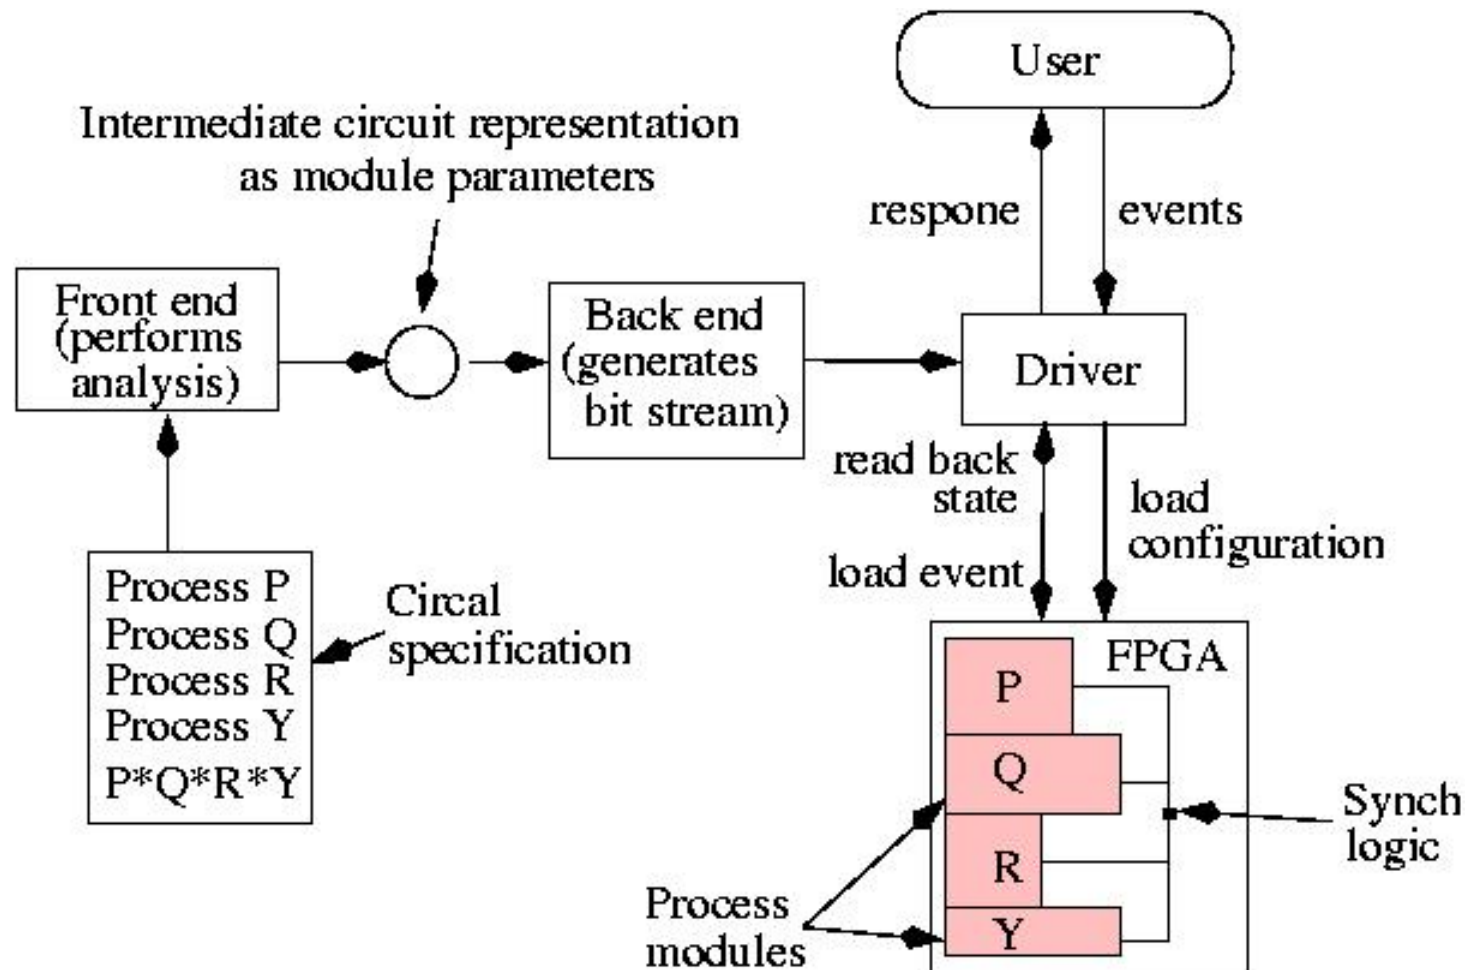 User
Intermediate circuit representation
as module parameters
respone
events
Front end
(performs
analysis)
Back end
(generates
bit stream)
Driver
read back
state
load
configuration
load event
Process P
Process Q
Process R
Process Y
P*Q*R*Y
Circal
specification
FPGA
P
Q
R
Y
Synch
logic
Process
modules